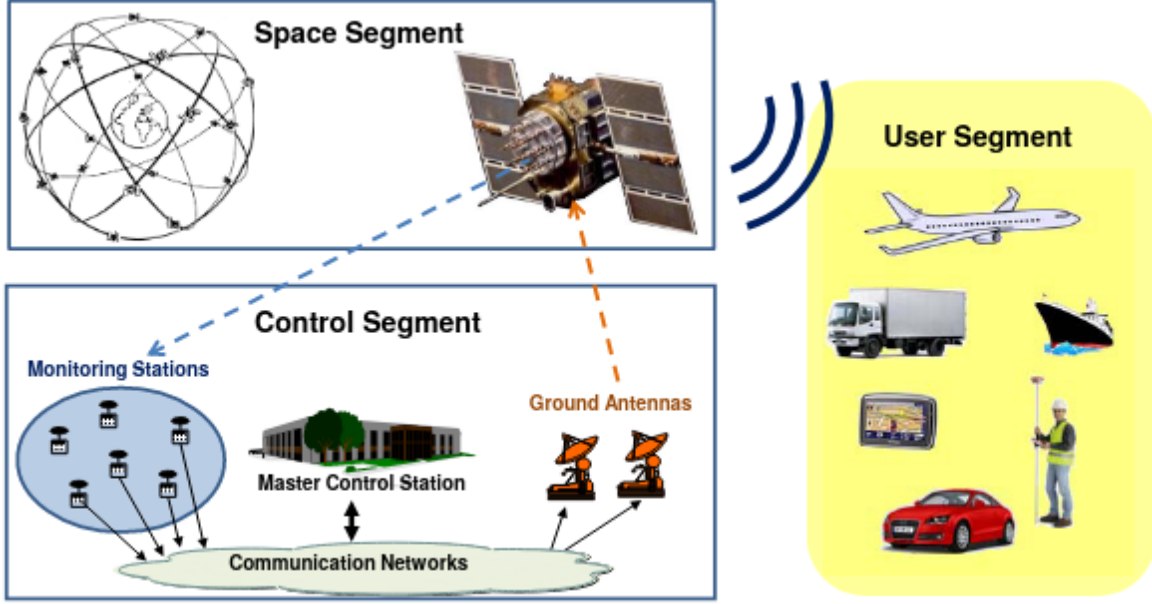 Space Segment
User Segment
Control Segment
Monitoring Stations
Ground Antennas
Master Control Station
Communication Networks